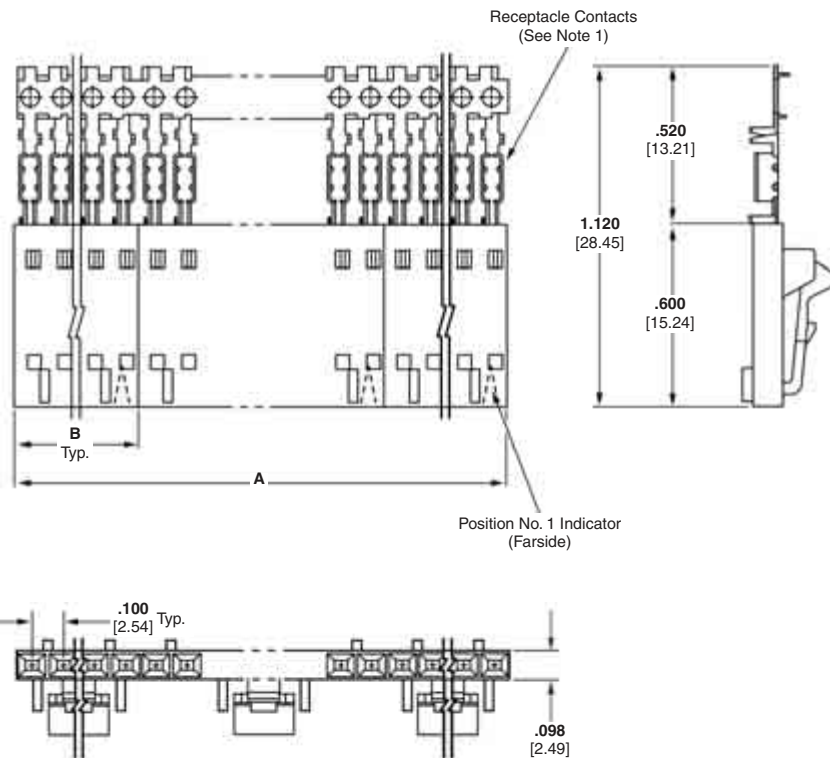 Receptacle Contacts
(See Note 1)
.520
[13.21]
1.120
[28.45]
.600
[15.24]
B
Typ.
A
Position No. 1 Indicator
(Farside)
.100
[2.54] Typ.
.098
[2.49]